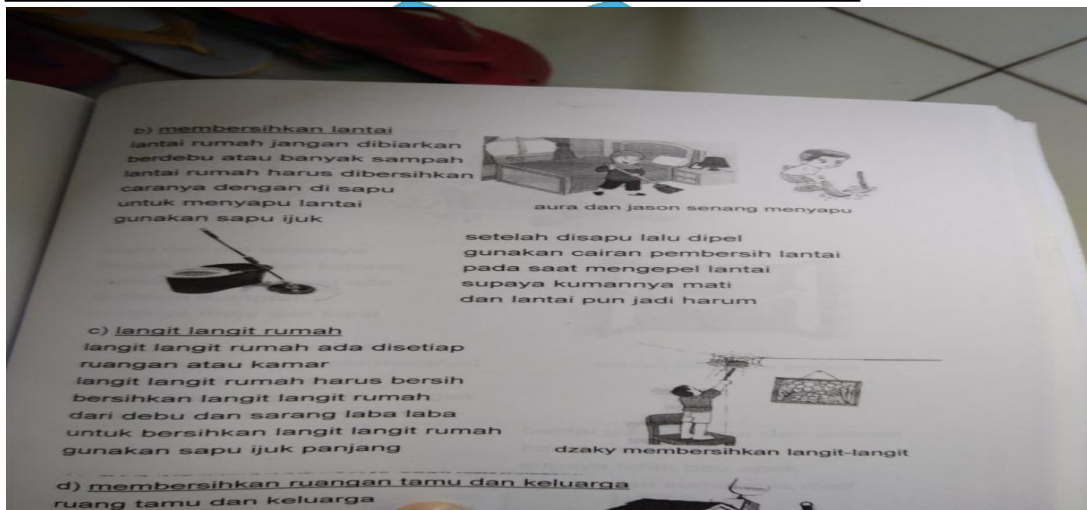 b) membersihkan lantai
lantai rumah jangan dibiarkan
berdebu atau banyak sampah
lantai rumah harus dibersihkan
caranya dengan di sapu
untuk menyapu lantai
gunakan sapu ijuk
aura dan jason senang menyapu
setelah disapu lalu dipel
gunakan cairan pembersih lantai
pada saat mengepel lantai
supaya kumannya mati
dan lantai pun jadi harum
c) langit langit rumah
langit langit rumah ada disetiap
ruangan atau kamar
langit langit rumah harus bersih
bersihkan langit langit rumah
dari debu dan sarang laba laba
untuk bersihkan langit langit rumah
gunakan sapu ijuk panjang
dzaky membersihkan langit-langit
d) membersihkan ruangan tamu dan keluarga
ruang tamu dan keluarga